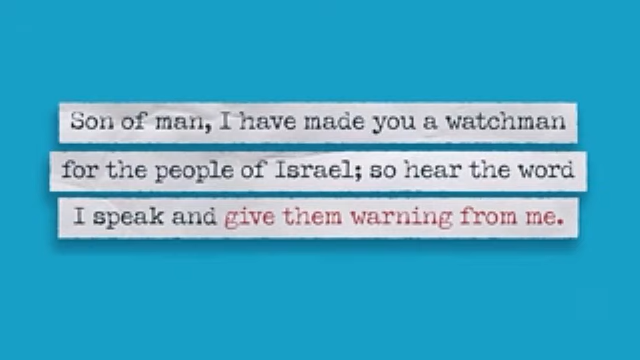 Son of man, I have made you a watchman
for the people of Israel; so hear the word
I speak and give them warning from me.